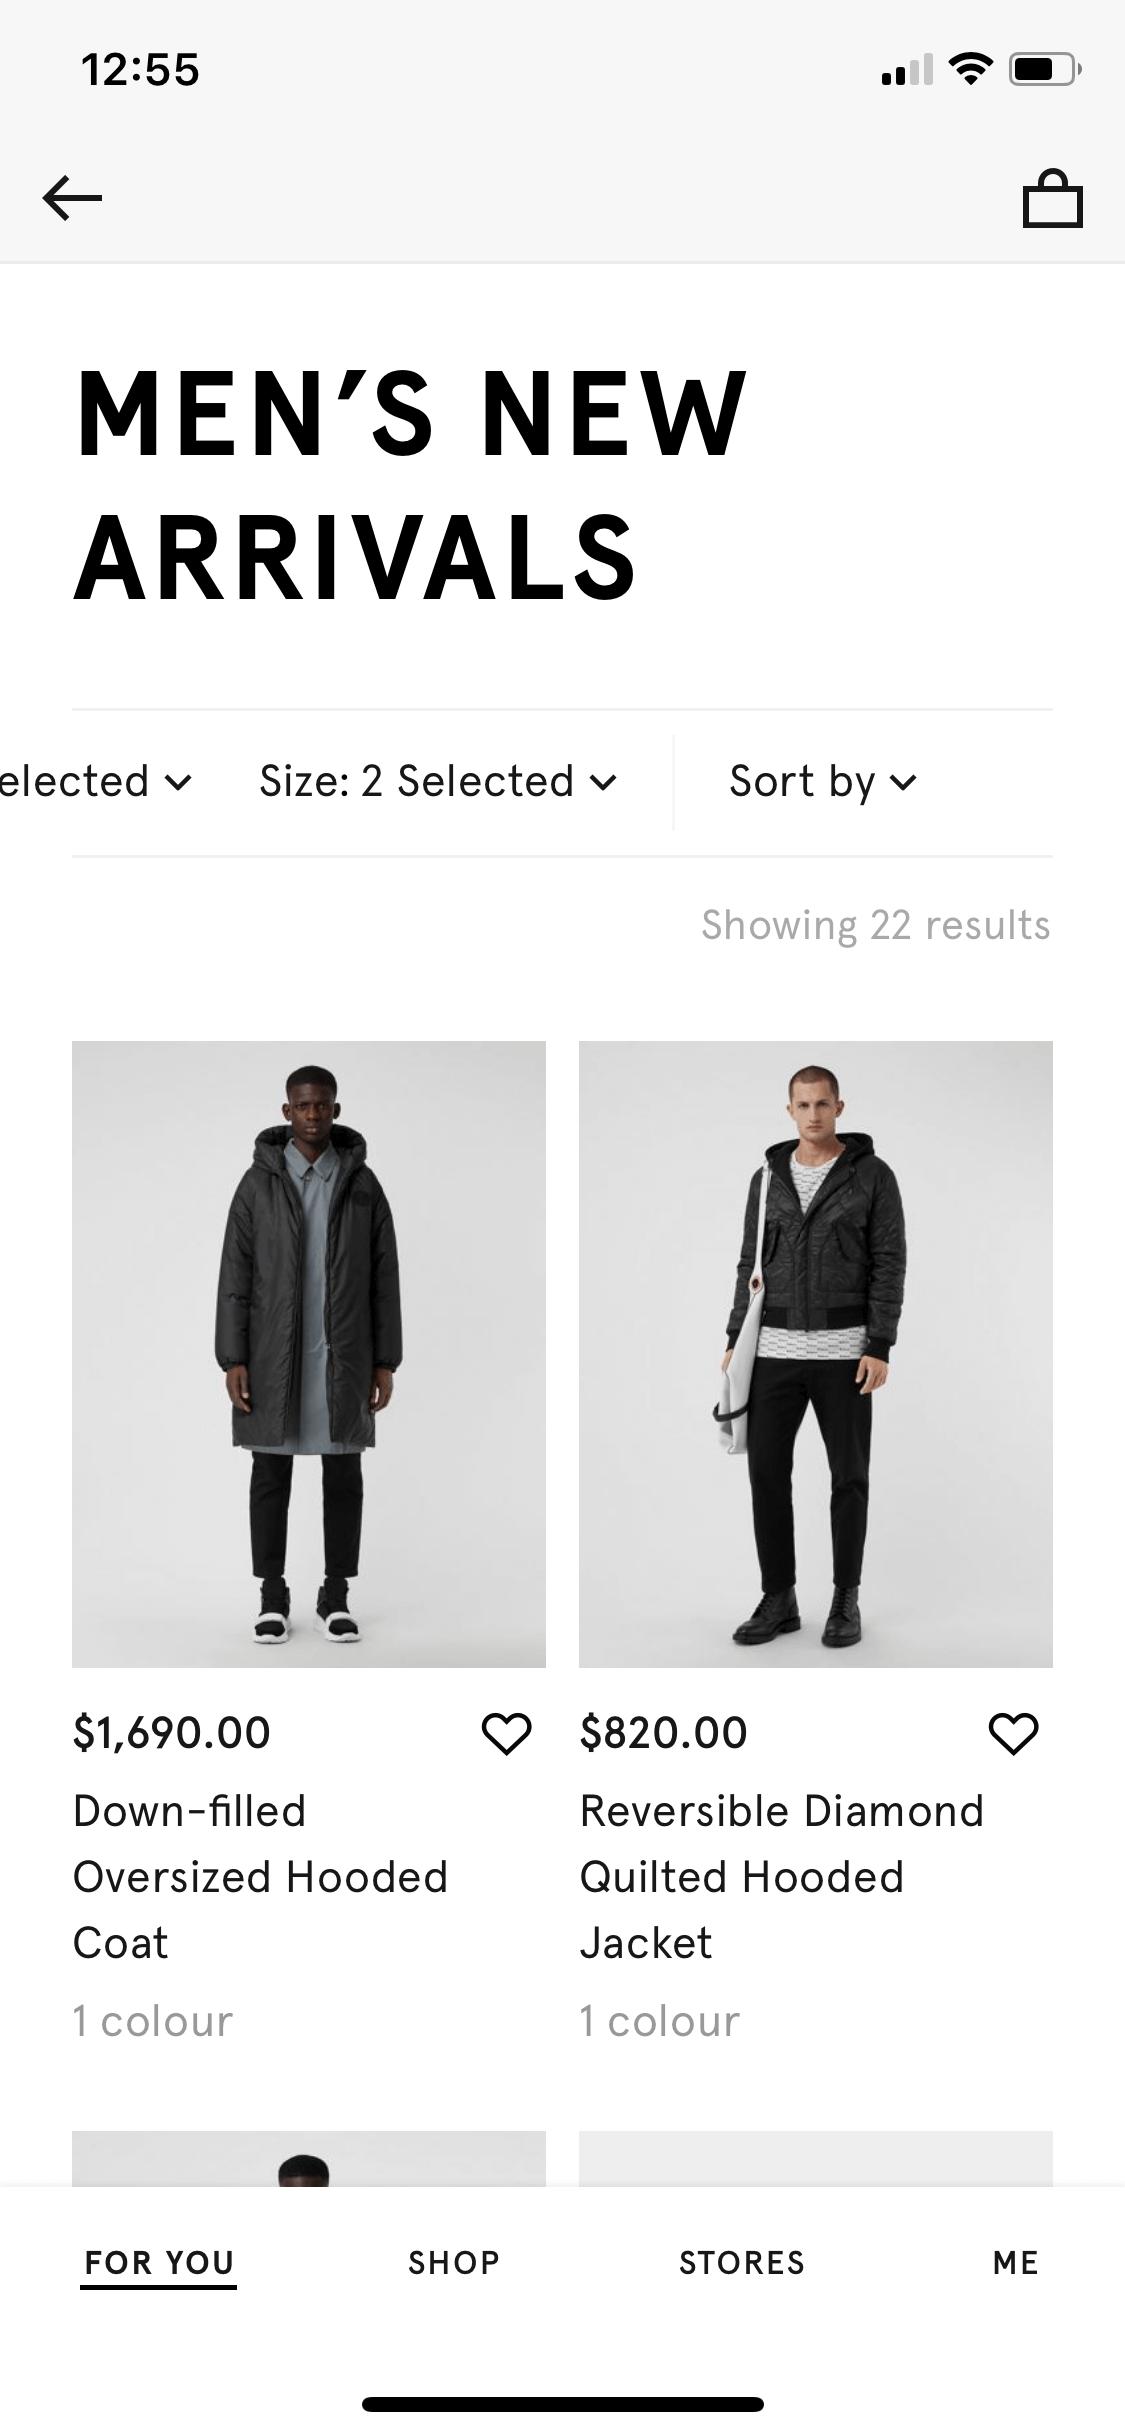 12:55
MEN’S NEW
ARRIVALS
elected Size: 2 Selected Sort by
Showing 22 results
$1,690.00 $820.00
Down-filled Reversible Diamond
Oversized Hooded Quilted Hooded
Coat Jacket
1 colour 1 colour
FOR YOU SHOP STORES ME